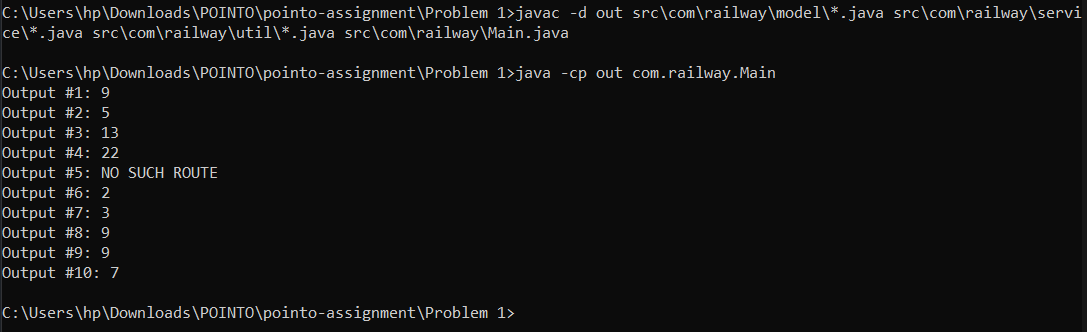 C:\Users\hp\Downloads\POINTO\pointo-assignment\Problem 1>javac -d out src\com\railway\model\*.java src\com\railway\servi
ce\*.java src\com\railway\util\*.java src\com\railway\Main.java
C:\Users\hp\Downloads\POINTO\pointo-assignment\Problem 1>java -cp out com.railway.Main
Output #1: 9
Output #2: 5
Output #3: 13
Output #4: 22
Output #5: NO SUCH ROUTE
Output #6: 2
Output #7: 3
Output #8: 9
Output #9: 9
Output #10: 7
C:\Users\hp\Downloads\POINTO\pointo-assignment\Problem 1>